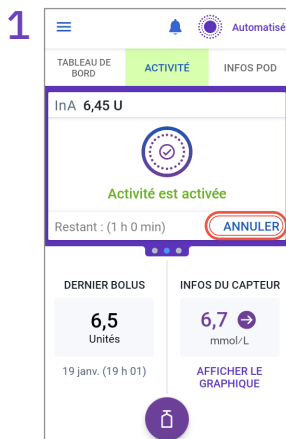 1
Automatisé
TABLEAU DE
BORD
ACTIVITÉ
INFOS POD
InA 6,45 U
Activité est activée
Restant : (1 h 0 min)
ANNULER
DERNIER BOLUS
INFOS DU CAPTEUR
6,5
Unités
6,7
mmol/L
19 janv. (19 h 01)
AFFICHER LE
GRAPHIQUE